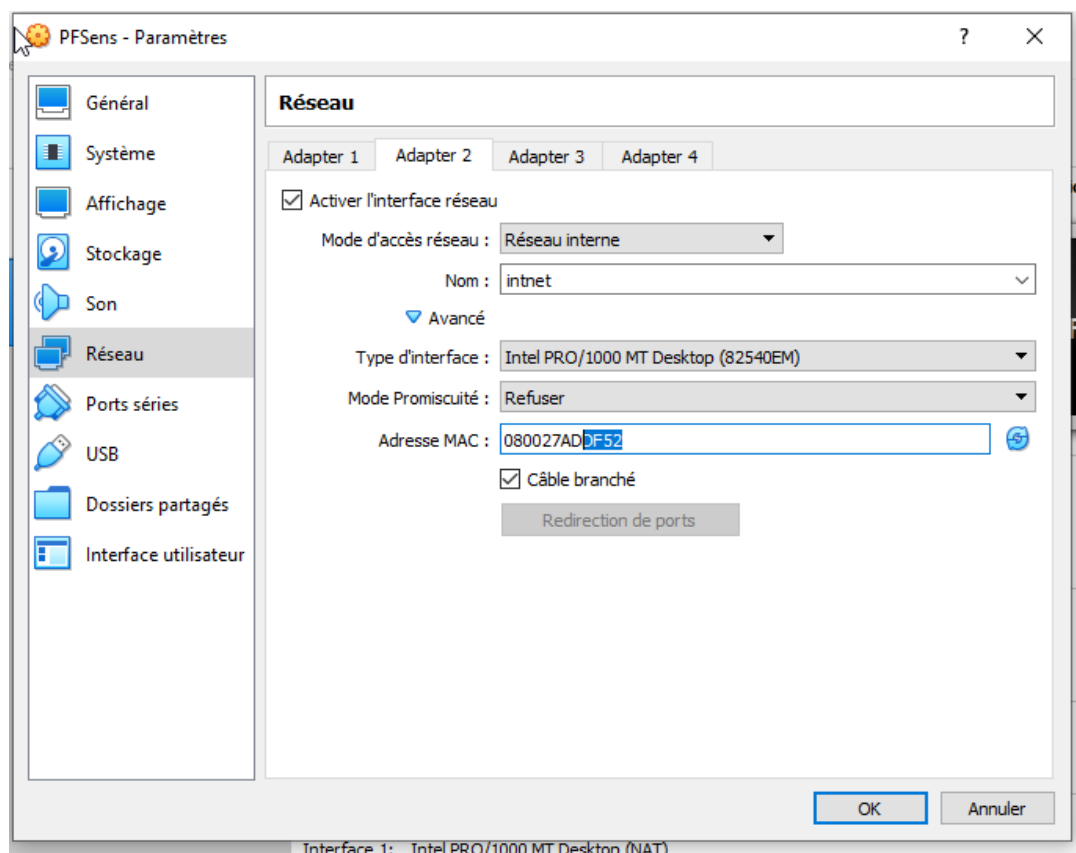 PFSens - Paramètres
?
Général
Système
Affichage
Stockage
Son
Réseau
Ports séries
USB
Dossiers partagés
Interface utilisateur
Réseau
Adapter 1 Adapter 2 Adapter 3 Adapter 4
Activer l'interface réseau
Mode d'accès réseau : Réseau interne
Nom : intnet
Avancé
Type d'interface : Intel PRO/1000 MT Desktop (82540EM)
Mode Promiscuité : Refuser
Adresse MAC : 080027ADDF52
Câble branché
Redirection de ports
OK Annuler
Interface 1: Intel PRO/1000 MT Desktop (NAT)